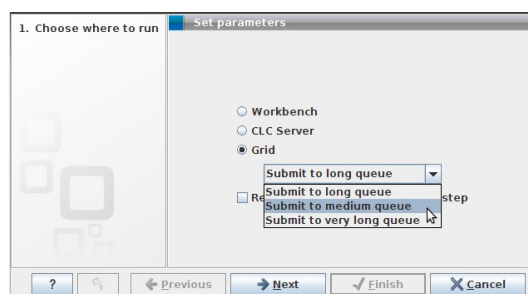 1. Choose where to run
Set parameters
Workbench
CLC Server
Grid
Submit to long queue
Submit to long queue
step
Submit to medium queue
Submit to very long queue
?
Previous
Next
Finish
Cancel